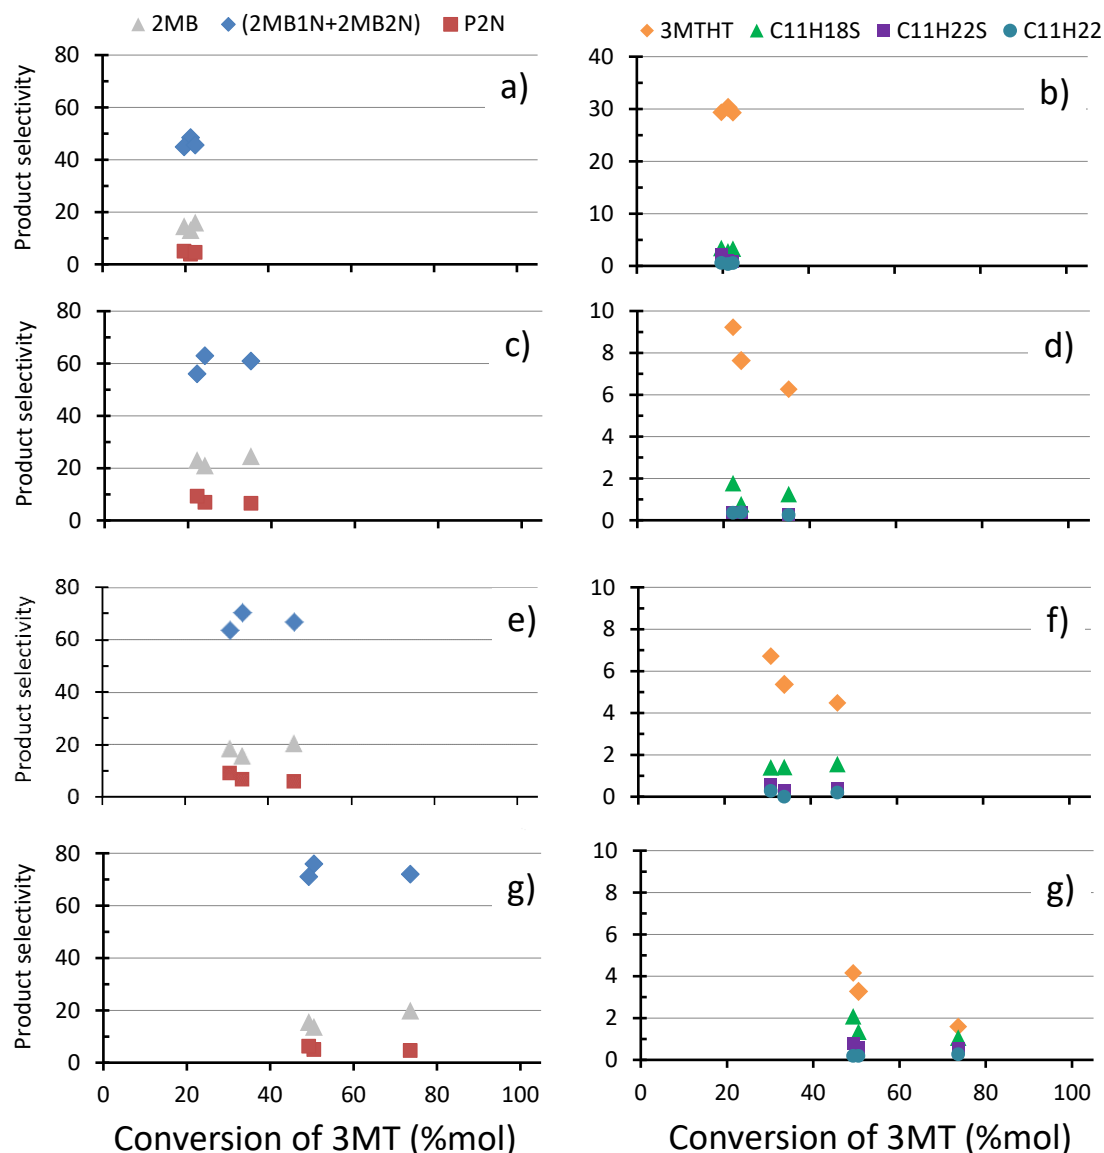 2MB (2MB1N+2MB2N) P2N
3MTHT C11H18S C11H22S C11H22
Product selectivity
80
60
40
20
0
a)
40
30
20
10
0
b)
Product selectivity
80
60
40
20
0
c)
10
8
6
4
2
0
d)
Product selectivity
80
60
40
20
0
e)
10
8
6
4
2
0
f)
Product selectivity
80
60
40
20
0
g)
0 20 40 60 80 100
Conversion of 3MT (%mol)
10
8
6
4
2
0
g)
0 20 40 60 80 100
Conversion of 3MT (%mol)